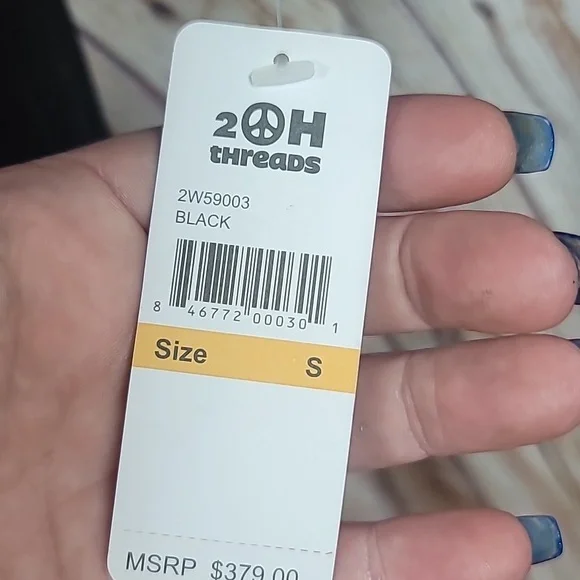 2☮H
tHreaDS
2W59003
BLACK
8 46772 00030 1
Size S
MSRP $379.00